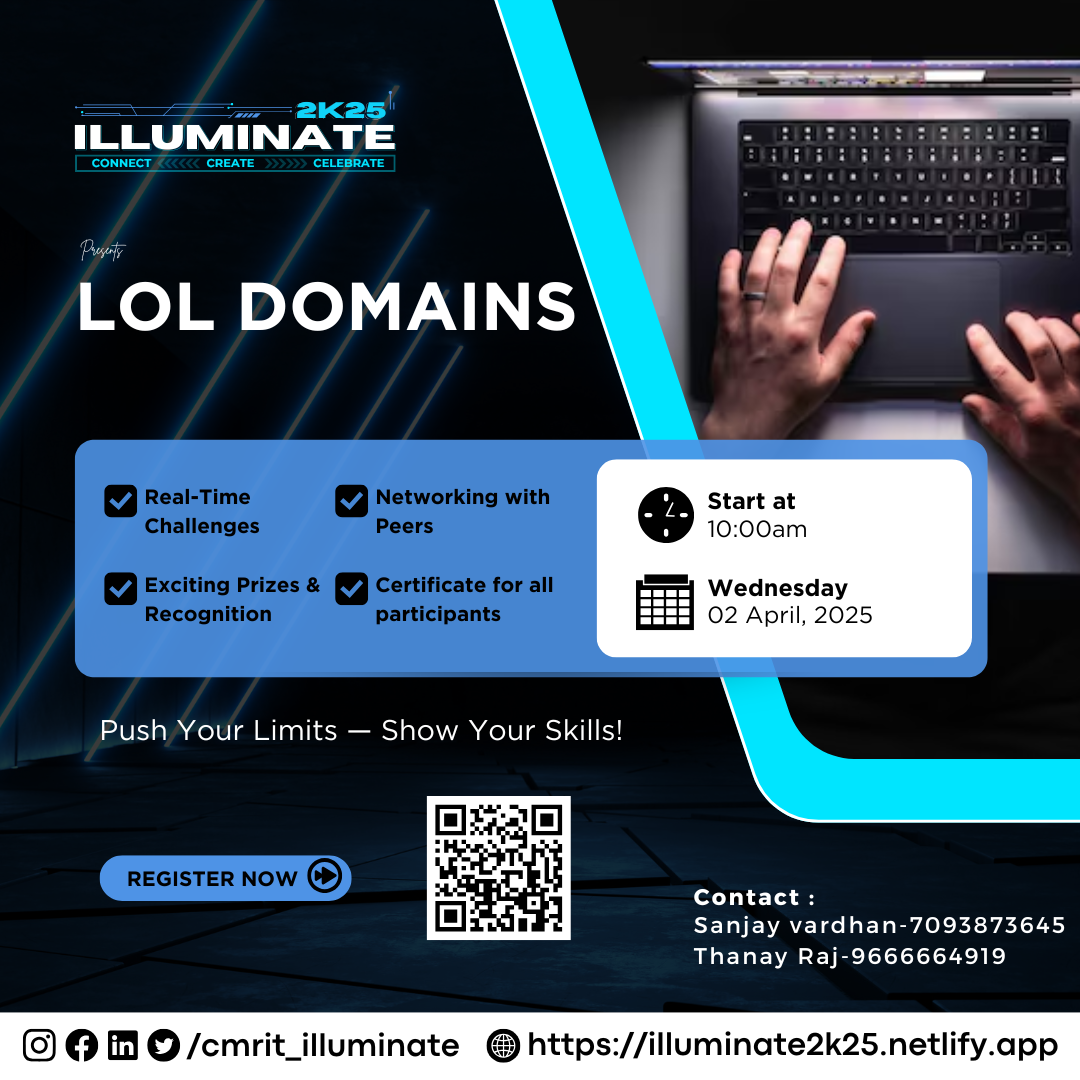 2K25
ILLUMINATE
CONNECT CREATE CELEBRATE
Presents
LOL DOMAINS
Real-Time
Challenges
Networking with
Peers
Exciting Prizes &
Recognition
Certificate for all
participants
Start at
10:00am
Wednesday
02 April, 2025
Push Your Limits — Show Your Skills!
REGISTER NOW
Contact :
Sanjay vardhan-7093873645
Thanay Raj-9666664919
/cmrit_illuminate https://illuminate2k25.netlify.app